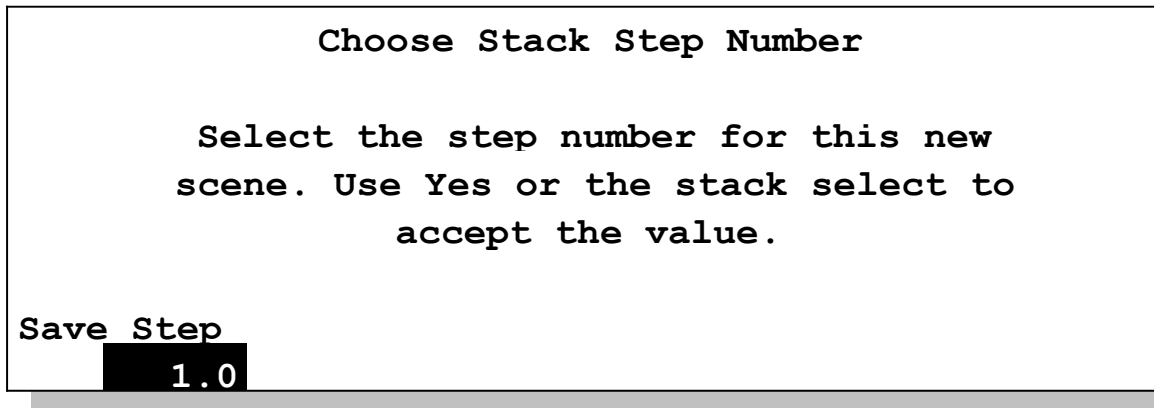 Choose Stack Step Number
Select the step number for this new
scene. Use Yes or the stack select to
accept the value.
Save Step
1.0